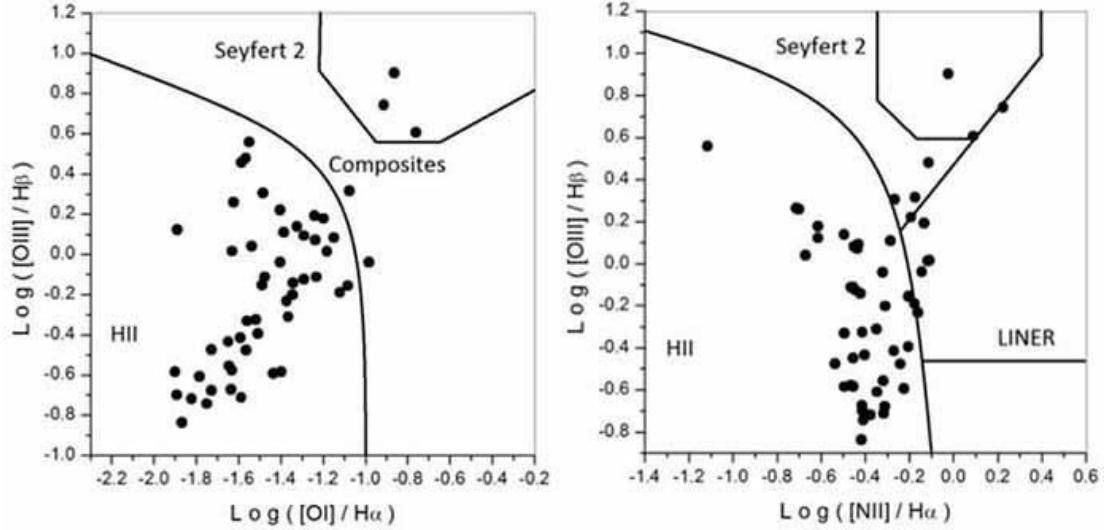 1.2
1.0
0.8
0.6
0.4
0.2
0.0
-0.2
-0.4
-0.6
-0.8
-1.0
Log ( [OIII] / Hβ )
Seyfert 2
Composites
HII
-2.2 -2.0 -1.8 -1.6 -1.4 -1.2 -1.0 -0.8 -0.6 -0.4 -0.2
Log ( [OI] / Hα )
1.2
1.0
0.8
0.6
0.4
0.2
0.0
-0.2
-0.4
-0.6
-0.8
Log ( [OIII] / Hβ )
Seyfert 2
HII
LINER
-1.4 -1.2 -1.0 -0.8 -0.6 -0.4 -0.2 0.0 0.2 0.4 0.6
Log ( [NII] / Hα )